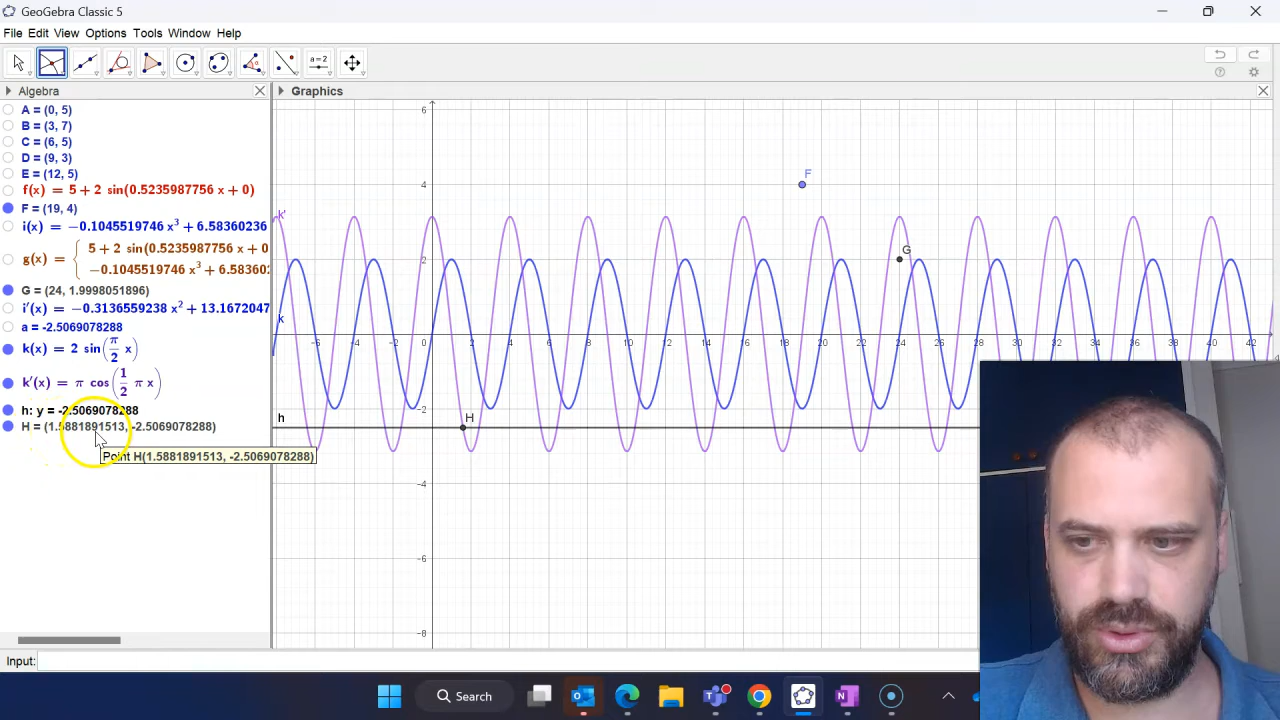 GeoGebra Classic 5
File Edit View Options Tools Window Help
a=2
Algebra
Graphics
A = (0, 5)
B = (3, 7)
C = (6, 5)
D = (9, 3)
E = (12, 5)
f(x) = 5 + 2 sin(0.5235987756 x + 0)
F = (19, 4)
i(x) = -0.1045519746 x³ + 6.58360236
g(x) = { 5 + 2 sin(0.5235987756 x + 0
-0.1045519746 x³ + 6.583602
G = (24, 1.9998051896)
i'(x) = -0.3136559238 x² + 13.1672047
a = -2.5069078288
k(x) = 2 sin(π/2 x)
k'(x) = π cos(1/2 π x)
h: y = -2.5069078288
H = (1.5881891513, -2.5069078288)
Point H(1.5881891513, -2.5069078288)
6
4
2
-2
-4
-6
-8
-6 -4 -2 0 2 4 6 8 10 12 14 16 18 20 22 24 26 28 30 32 34 36 38 40 42
k'
k
h
F
G
H
Input:
Search